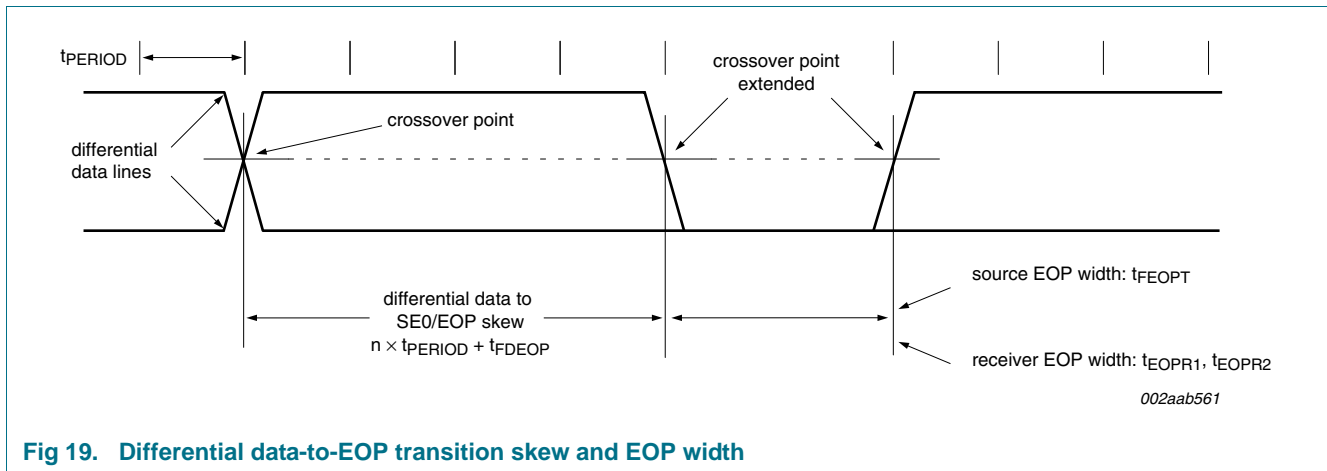 tPERIOD
crossover point
extended
crossover point
differential
data lines
differential data to
SE0/EOP skew
n × tPERIOD + tFDEOP
source EOP width: tFEOPT
receiver EOP width: tEOPR1, tEOPR2
002aab561
Fig 19. Differential data-to-EOP transition skew and EOP width